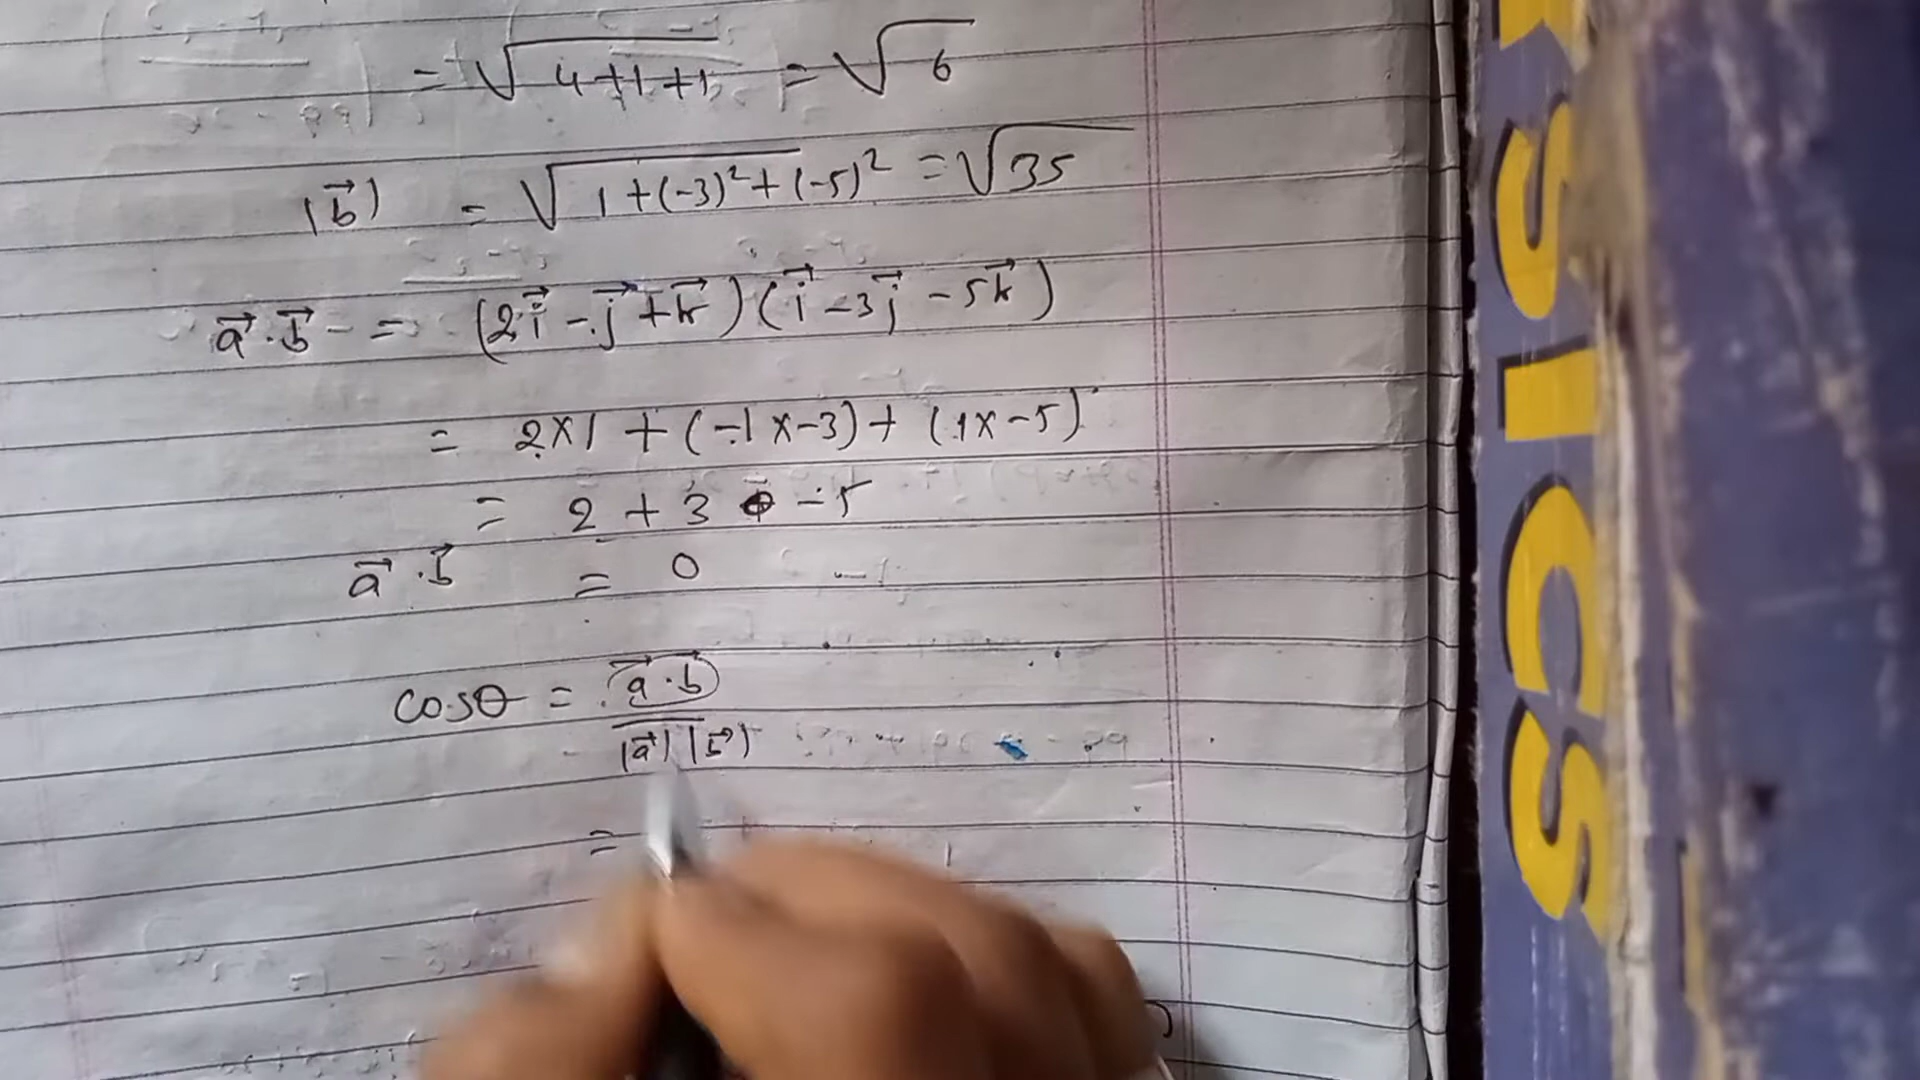 = √4+1+1 = √6
|b⃗| = √1+(-3)²+(-5)² = √35
a⃗.b⃗ = (2i⃗ - j⃗ + k⃗)(i⃗ - 3j⃗ - 5k⃗)
= 2×1 + (-1×-3) + (1×-5)
= 2 + 3 - 5
a⃗.b⃗ = 0
cosθ = a⃗.b⃗
|a⃗| |b⃗|
=
SICS